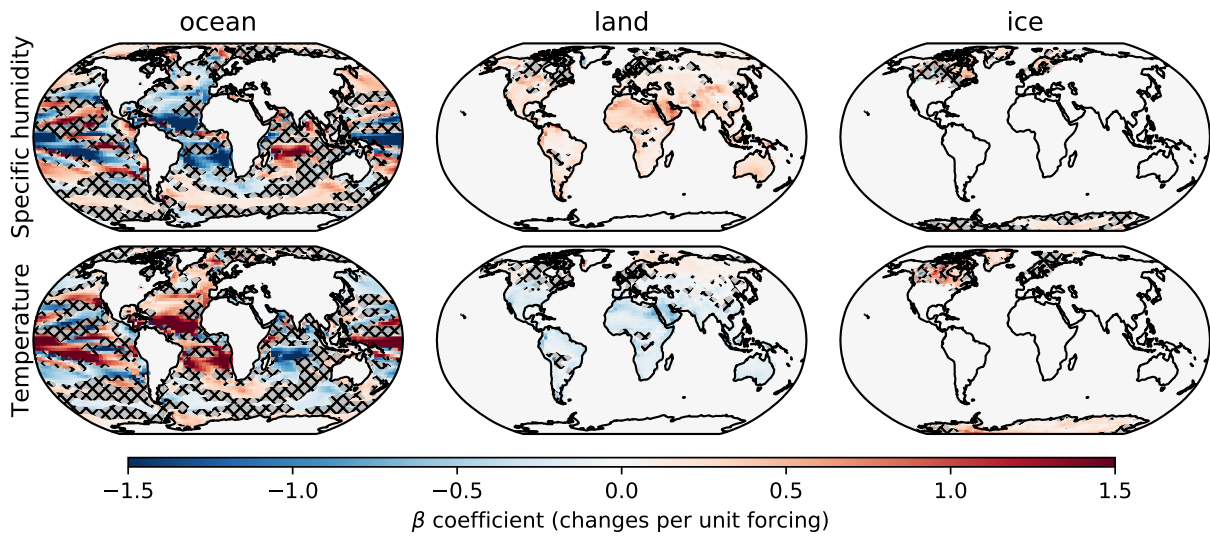 ocean land ice
Specific humidity
Temperature
−1.5 −1.0 −0.5 0.0 0.5 1.0 1.5
β coefficient (changes per unit forcing)